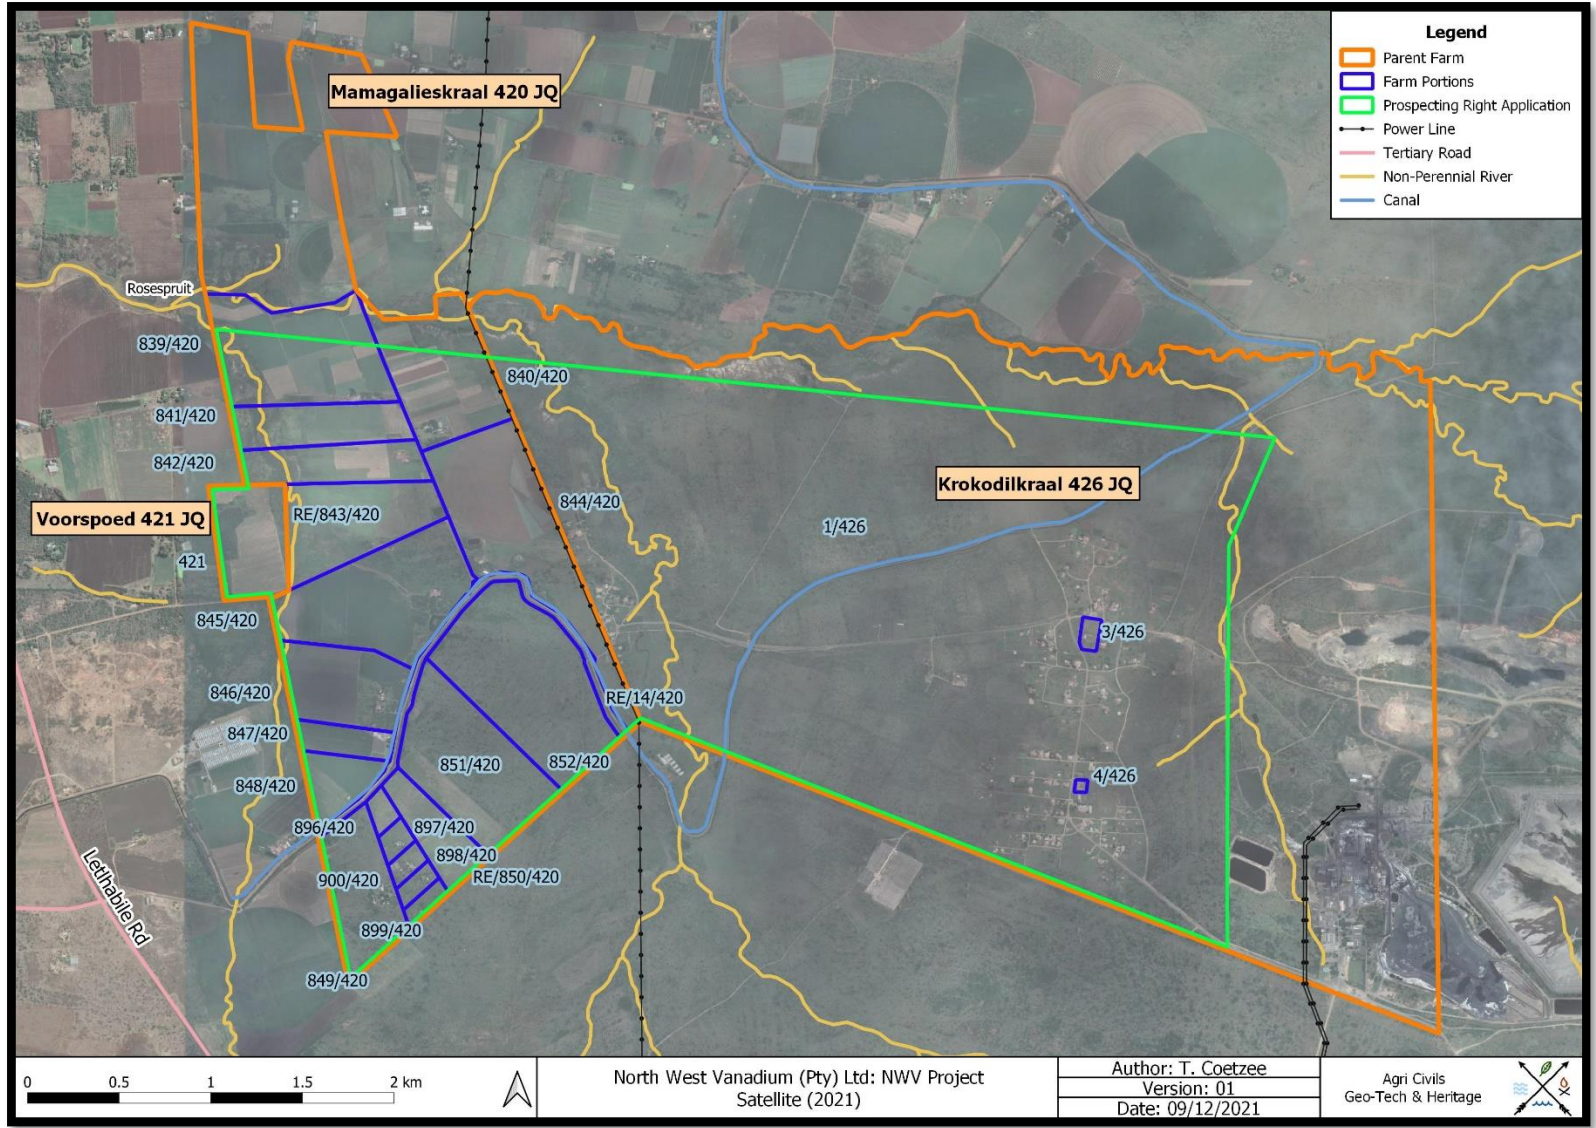 Mamagalieskraal 420 JQ
Legend
Parent Farm
Farm Portions
Prospecting Right Application
Power Line
Tertiary Road
Non-Perennial River
Canal
Rosespruit
839/420
840/420
841/420
842/420
Krokodilkraal 426 JQ
Voorspoed 421 JQ
RE/843/420
844/420
1/426
421
845/420
3/426
846/420
RE/14/420
847/420
851/420
852/420
848/420
4/426
896/420
897/420
898/420
900/420
RE/850/420
Letlhabile Rd
899/420
849/420
0 0.5 1 1.5 2 km
North West Vanadium (Pty) Ltd: NWV Project
Satellite (2021)
Author: T. Coetzee
Version: 01
Date: 09/12/2021
Agri Civils
Geo-Tech & Heritage